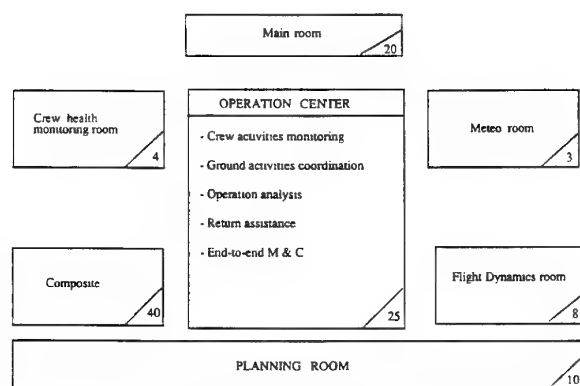 Main room
20
Crew health
monitoring room
4
OPERATION CENTER
- Crew activities monitoring
- Ground activities coordination
- Operation analysis
- Return assistance
- End-to-end M & C
25
Meteo room
3
Composite
40
Flight Dynamics room
8
PLANNING ROOM
10